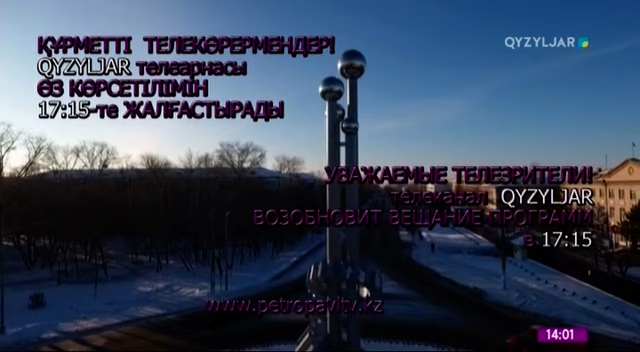 QYZYLJAR
ҚҰРМЕТТІ ТЕЛЕКӨРЕРМЕНДЕР!
QYZYLJAR телеарнасы
ӨЗ КӨРСЕТІЛІМІН
17:15-те ЖАЛҒАСТЫРАДЫ
УВАЖАЕМЫЕ ТЕЛЕЗРИТЕЛИ!
телеканал QYZYLJAR
ВОЗОБНОВИТ ВЕЩАНИЕ ПРОГРАММ
в 17:15
www.petropavltv.kz
14:01